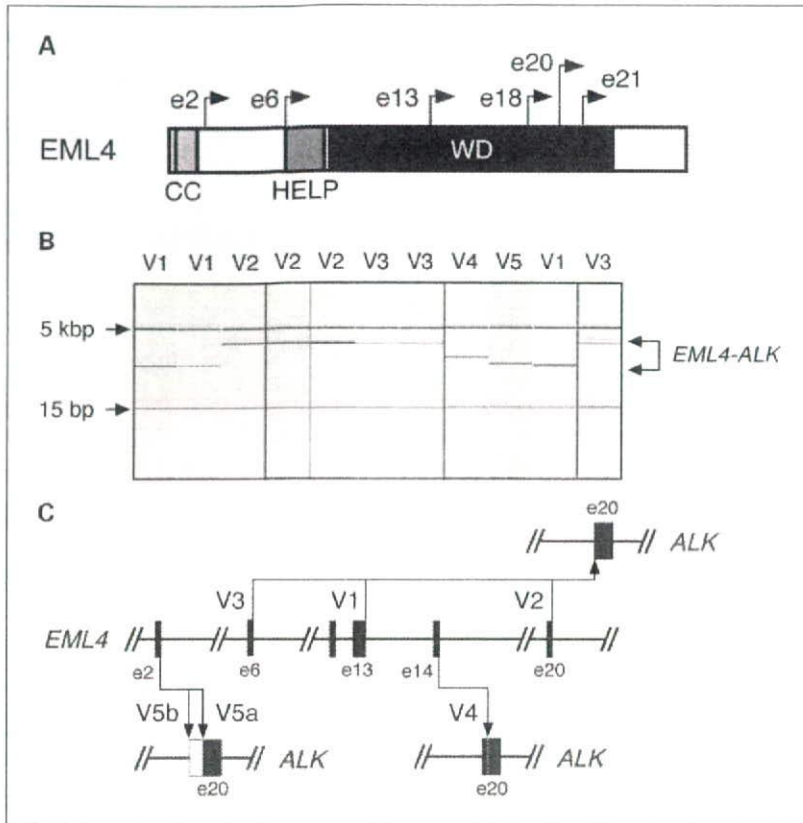 A
e20
e2 e6 e13 e18 e21
EML4 WD
CC HELP
B
V1 V1 V2 V2 V2 V3 V3 V4 V5 V1 V3
5 kbp
EML4-ALK
15 bp
C
e20
ALK
V3 V1 V2
EML4
e2 e6 e13 e14 e20
V5b V5a V4
ALK ALK
e20 e20